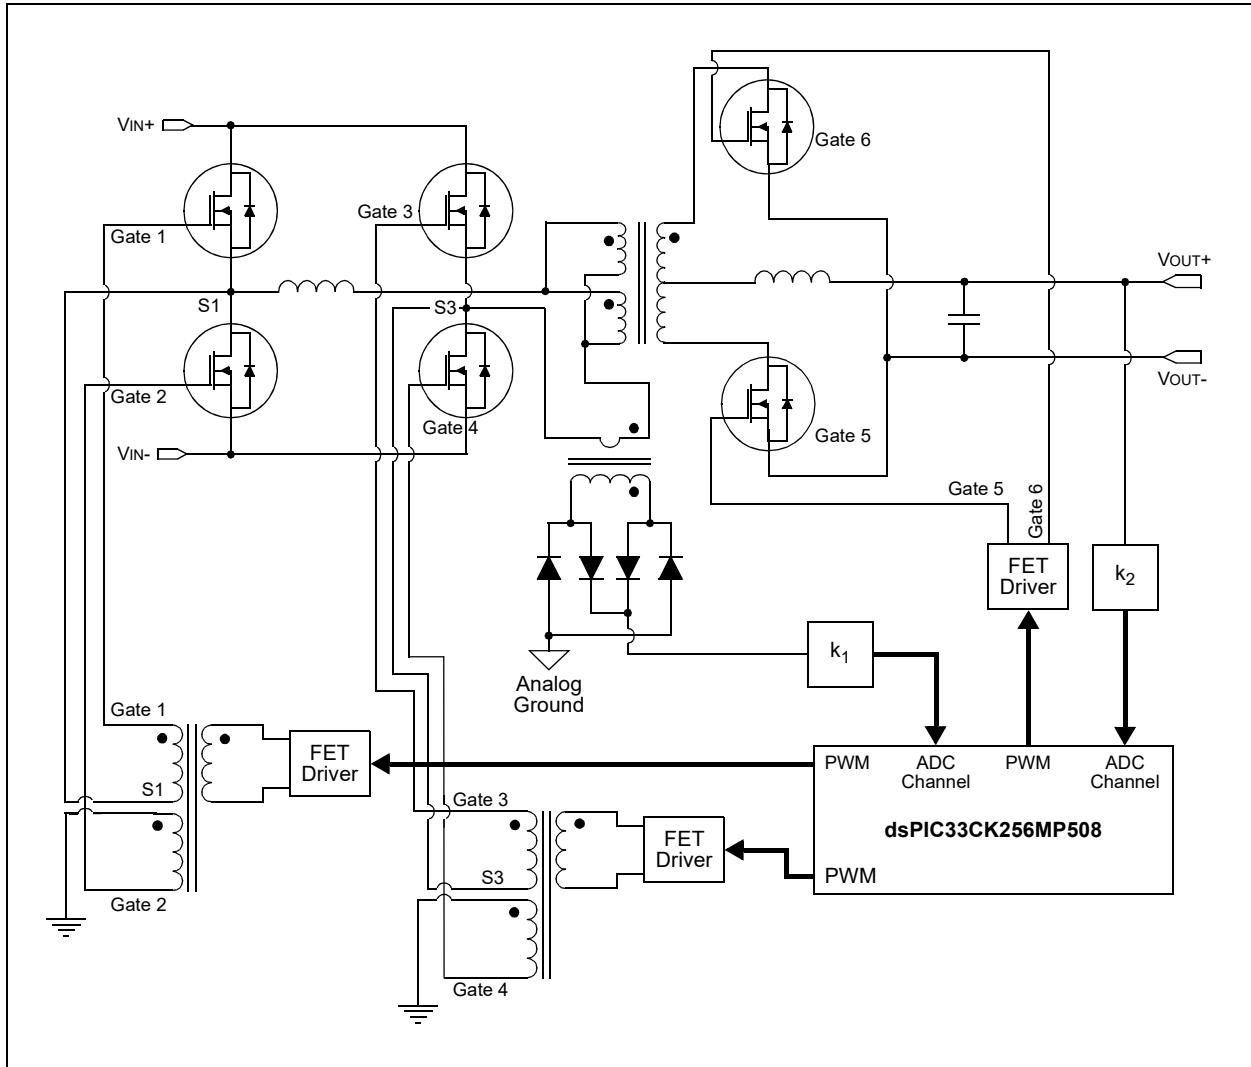 VIN+
Gate 6
Gate 3
Gate 1
VOUT+
S1
S3
VOUT-
Gate 2
Gate 4
Gate 5
VIN-
Gate 5
Gate 6
FET
Driver
k2
k1
Analog
Ground
Gate 1
FET
Driver
S1
Gate 2
PWM
ADC
Channel
PWM
ADC
Channel
dsPIC33CK256MP508
PWM
Gate 3
FET
Driver
S3
Gate 4